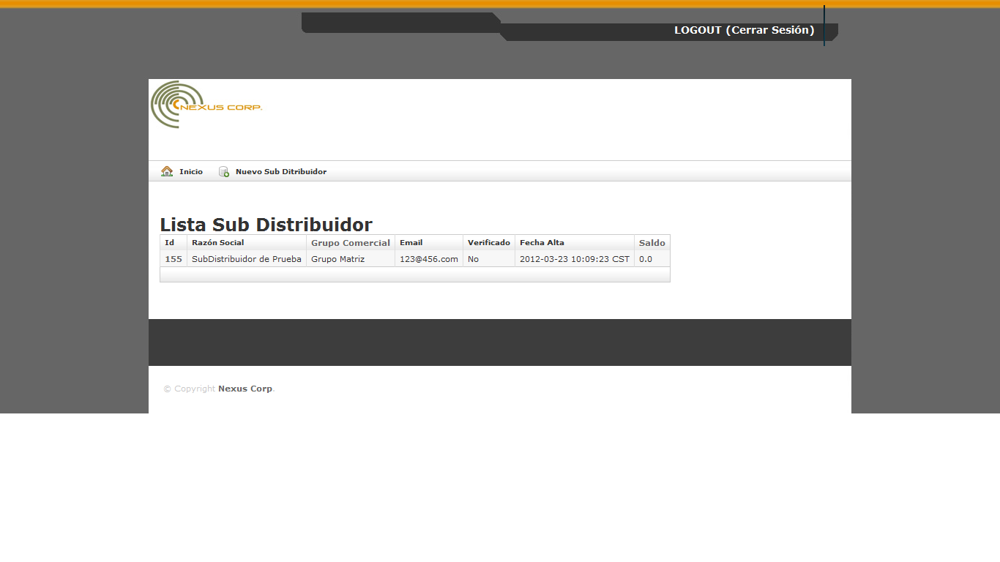 LOGOUT (Cerrar Sesión)
NEXUS CORP.
Inicio Nuevo Sub Ditribuidor
Lista Sub Distribuidor
Id Razón Social Grupo Comercial Email Verificado Fecha Alta Saldo
155 SubDistribuidor de Prueba Grupo Matriz 123@456.com No 2012-03-23 10:09:23 CST 0.0
© Copyright Nexus Corp.